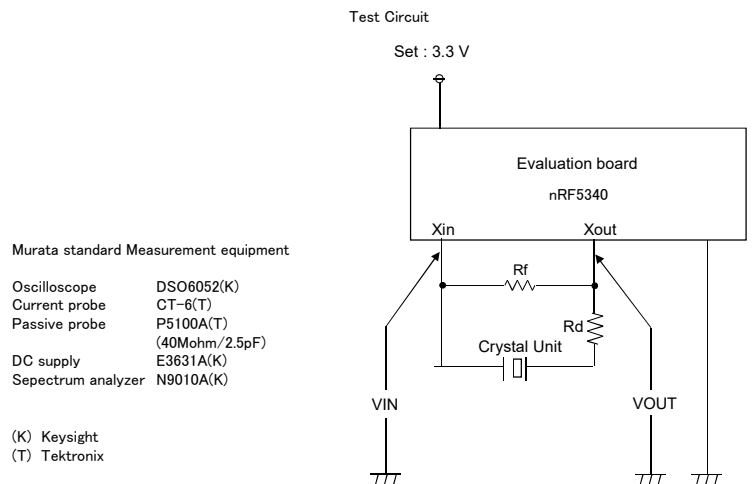 Test Circuit
Set : 3.3 V
Evaluation board
nRF5340
Xin Xout
Rf
Rd
Crystal Unit
VIN VOUT
Murata standard Measurement equipment
Oscilloscope DSO6052(K)
Current probe CT-6(T)
Passive probe P5100A(T)
(40Mohm/2.5pF)
DC supply E3631A(K)
Sepectrum analyzer N9010A(K)
(K) Keysight
(T) Tektronix